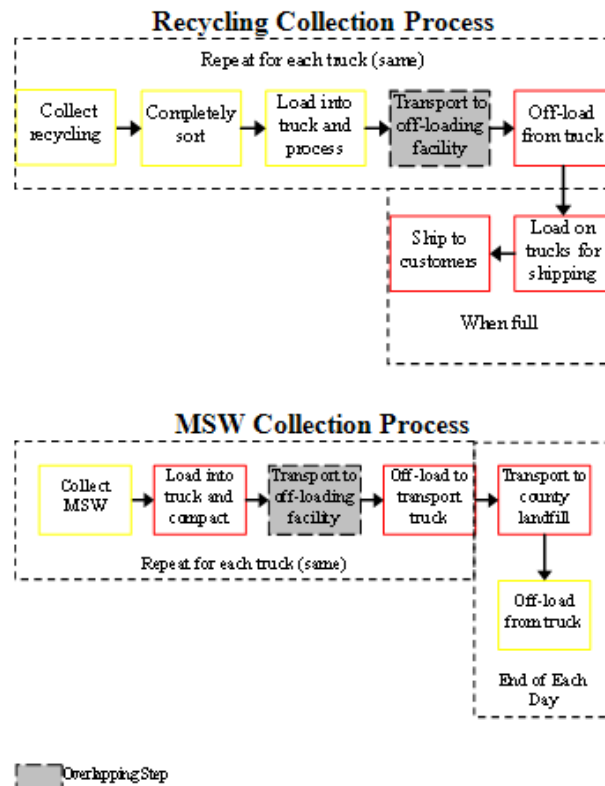 Recycling Collection Process
Repeat for each truck (same)
Collect
recycling
Completely
sort
Load into
truck and
process
Transport to
off-loading
facility
Off-load
from truck
Ship to
customers
Load on
trucks for
shipping
When full
MSW Collection Process
Collect
MSW
Load into
truck and
compact
Transport to
off-loading
facility
Off-load to
transport
truck
Transport to
county
landfill
Repeat for each truck (same)
Off-load
from truck
End of Each
Day
Overlapping Step